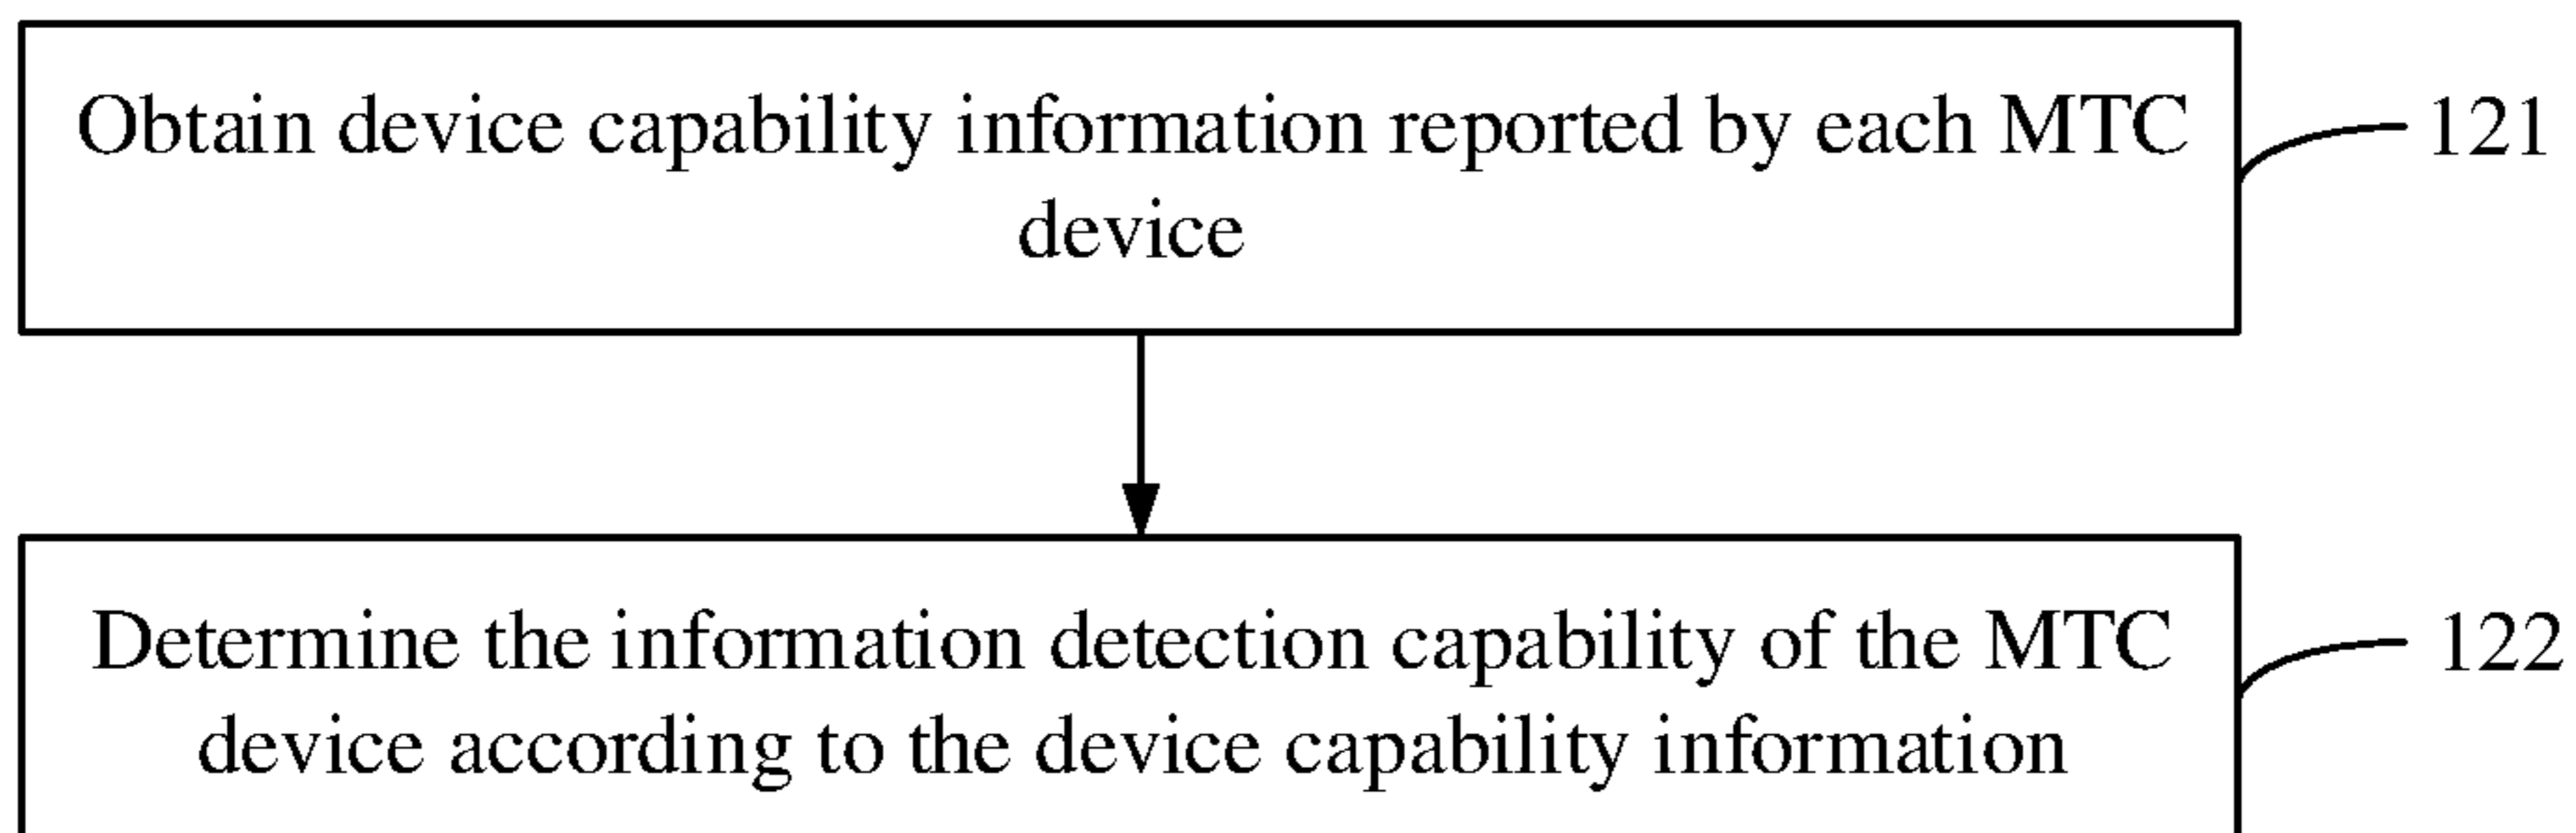 Obtain device capability information reported by each MTC
device
121
Determine the information detection capability of the MTC
device according to the device capability information
122